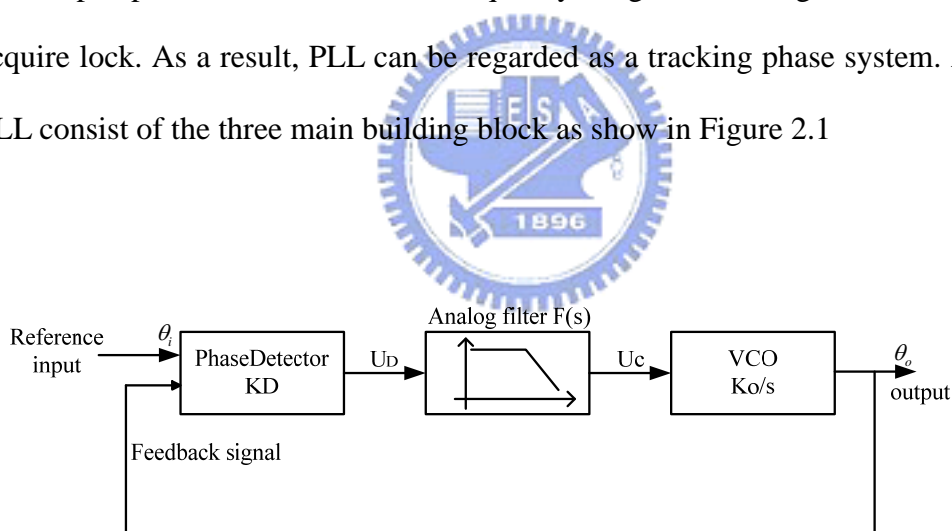 cquire lock. As a result, PLL can be regarded as a tracking phase system.
LL consist of the three main building block as show in Figure 2.1
E S A
1896
Analog filter F(s)
Reference
input
θi
PhaseDetector
KD
UD
Uc
VCO
Ko/s
θo
output
Feedback signal